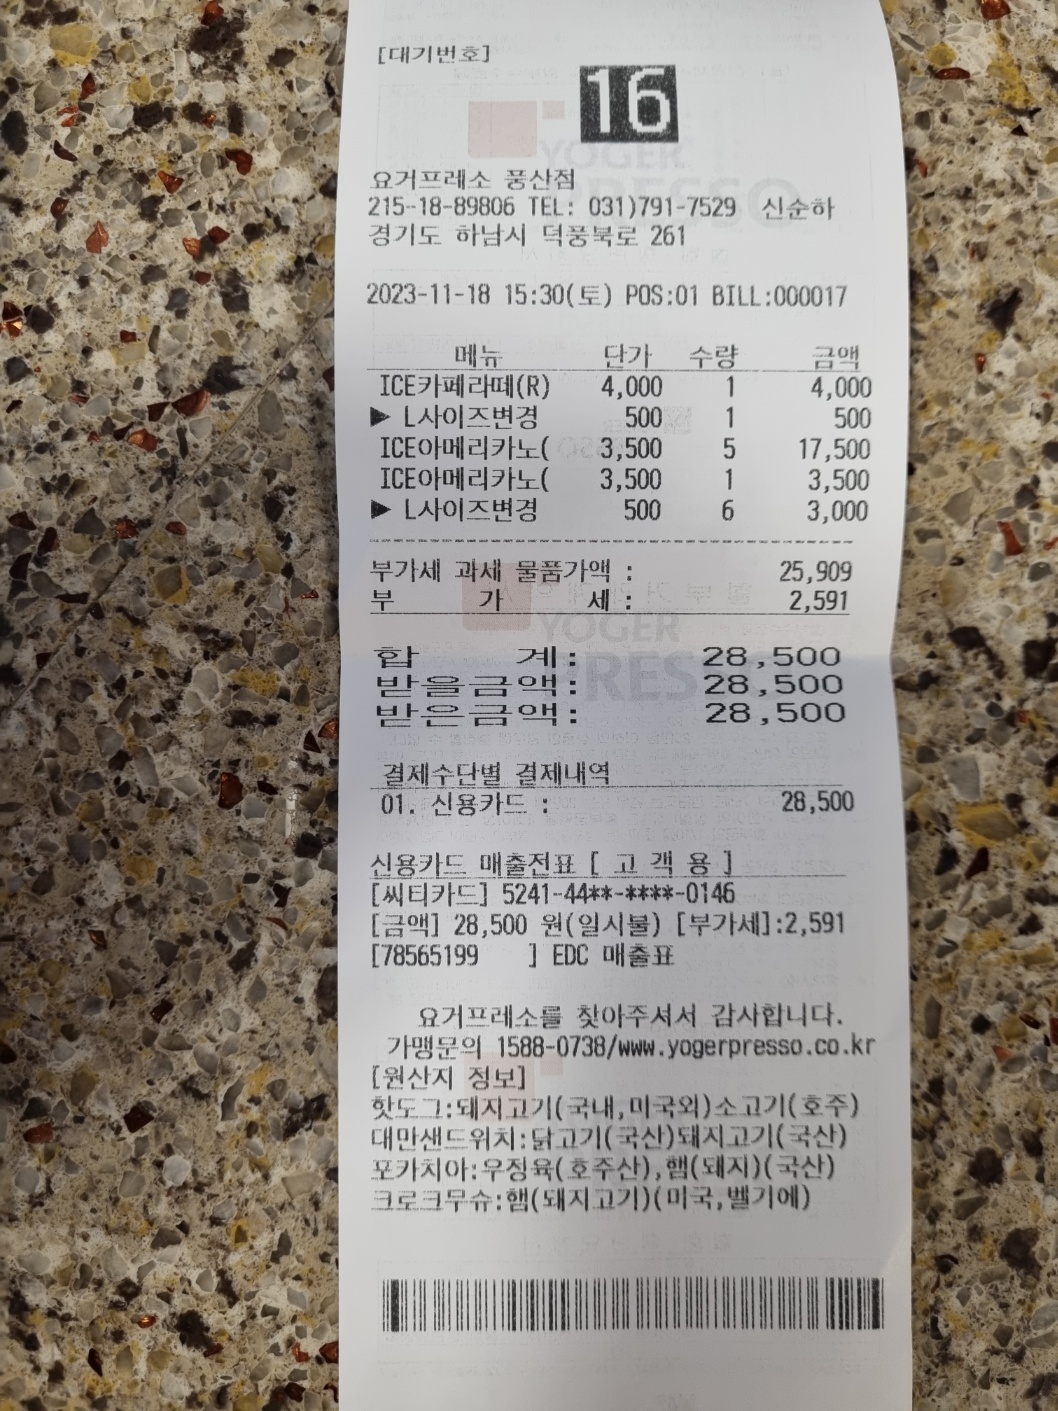 [대기번호]
16
요거프레소 풍산점
215-18-89806 TEL: 031)791-7529 신순하
경기도 하남시 덕풍북로 261
2023-11-18 15:30(토) POS:01 BILL:000017
메뉴 단가 수량 금액
ICE카페라떼(R) 4,000 1 4,000
▶ L사이즈변경 500 1 500
ICE아메리카노( 3,500 5 17,500
ICE아메리카노( 3,500 1 3,500
▶ L사이즈변경 500 6 3,000
부가세 과세 물품가액 : 25,909
부 가 세 : 2,591
합 계: 28,500
받을금액: 28,500
받은금액: 28,500
결제수단별 결제내역
01. 신용카드 : 28,500
신용카드 매출전표 [ 고 객 용 ]
[씨티카드] 5241-44**-****-0146
[금액] 28,500 원(일시불) [부가세]:2,591
[78565199 ] EDC 매출표
요거프레소를 찾아주셔서 감사합니다.
가맹문의 1588-0738/www.yogerpresso.co.kr
[원산지 정보]
핫도그:돼지고기(국내,미국외)소고기(호주)
대만샌드위치:닭고기(국산)돼지고기(국산)
포카치아:우정육(호주산),햄(돼지)(국산)
크로크무슈:햄(돼지고기)(미국,벨기에)
YOGER
PRESSO
YOGER
PRESS